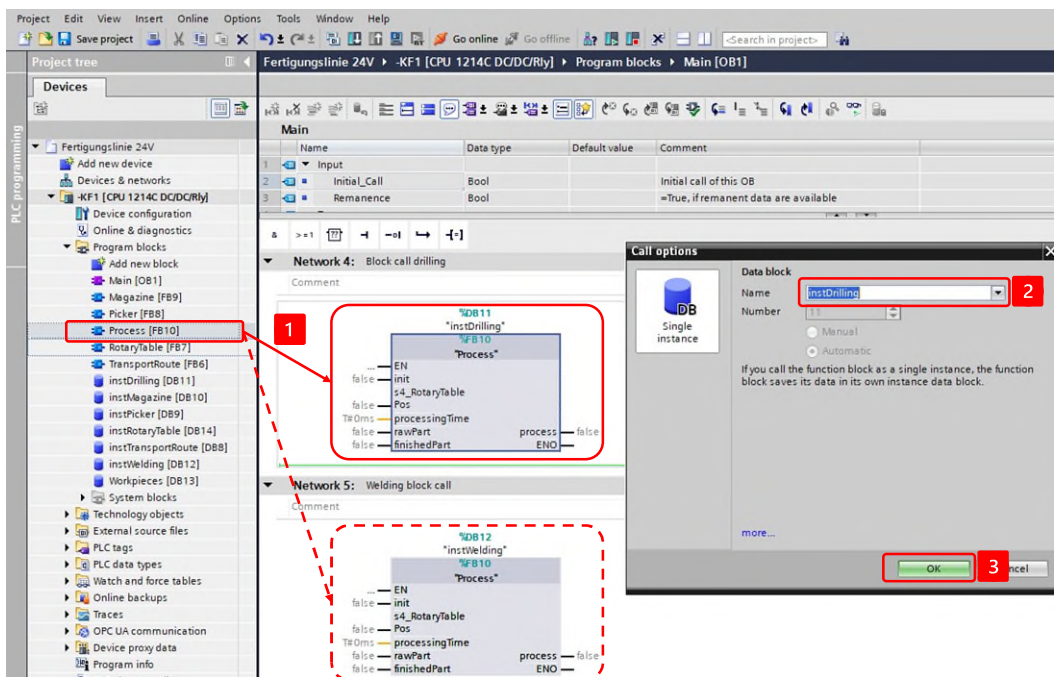 Project Edit View Insert Online Options Tools Window Help
Save project Go online Go offline <Search in project>
Project tree
Fertigungslinie 24V -KF1 [CPU 1214C DC/DC/Rly] Program blocks Main [OB1]
Devices
PLC programming
Fertigungslinie 24V
Add new device
Devices & networks
-KF1 [CPU 1214C DC/DC/Rly]
Device configuration
Online & diagnostics
Program blocks
Add new block
Main [OB1]
Magazine [FB9]
Picker [FB8]
Process [FB10]
RotaryTable [FB7]
TransportRoute [FB6]
instDrilling [DB11]
instMagazine [DB10]
instPicker [DB9]
instRotaryTable [DB14]
instTransportRoute [DB8]
instWelding [DB12]
Workpieces [DB13]
System blocks
Technology objects
External source files
PLC tags
PLC data types
Watch and force tables
Online backups
Traces
OPC UA communication
Device proxy data
Program info
Main
Name Data type Default value Comment
1 Input
2 Initial_Call Bool Initial call of this OB
3 Remanence Bool =True, if remanent data are available
& >=1 ??
Network 4: Block call drilling
Comment
1
%DB11
"instDrilling"
%FB10
"Process"
... EN
false init
s4_RotaryTable
false Pos
T#0ms processingTime
false rawPart process false
false finishedPart ENO
Network 5: Welding block call
Comment
%DB12
"instWelding"
%FB10
"Process"
... EN
false init
s4_RotaryTable
false Pos
T#0ms processingTime
false rawPart process false
false finishedPart ENO
Call options X
DB
Single
instance
Data block
Name instDrilling 2
Number 11
Manual
Automatic
If you call the function block as a single instance, the function
block saves its data in its own instance data block.
more...
OK 3 ncel